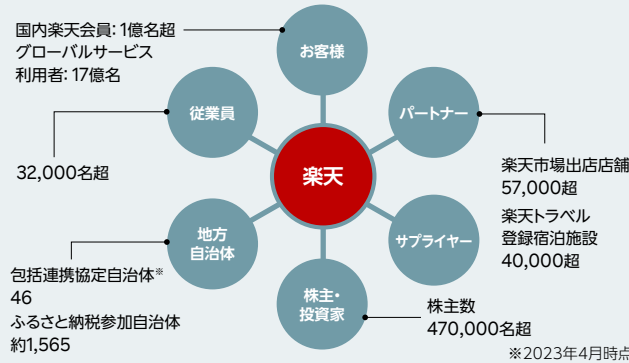 国内楽天会員：1億名超
グローバルサービス
利用者：17億名
お客様
従業員
パートナー
32,000名超
楽天
楽天市場出店店舗
57,000超
楽天トラベル
登録宿泊施設
40,000超
地方
自治体
サプライヤー
包括連携協定自治体※
46
ふるさと納税参加自治体
約1,565
株主・
投資家
株主数
470,000名超
※2023年4月時点